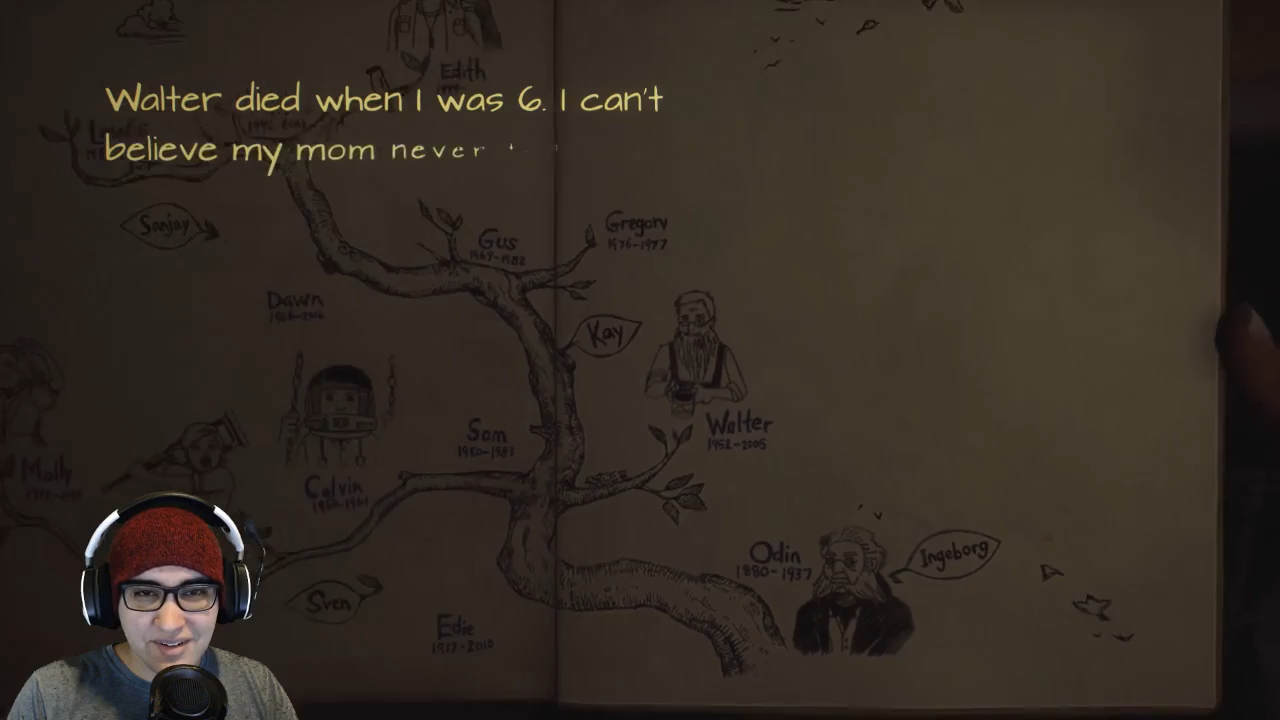 Edith
Walter died when I was 6. I can't
believe my mom never
Sanjay
Gregory
1976-1977
Gus
1969-1982
Dawn
Kay
Walter
1952-2005
Sam
1950-1983
Calvin
Molly
Odin
1880-1937
Ingeborg
Sven
Edie
1917-2010